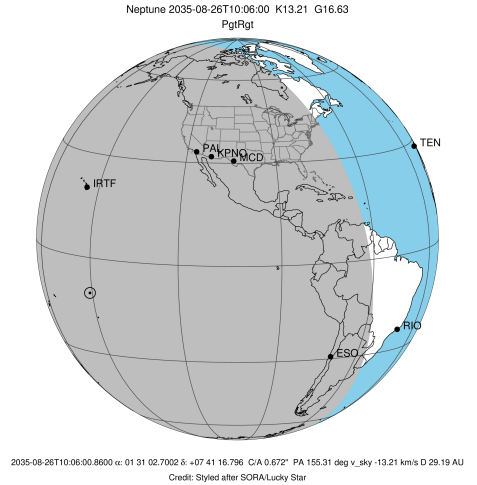 Neptune 2035-08-26T10:06:00 K13.21 G16.63
PgtRgt
TEN
PAL
KPNO
MCD
IRTF
RIO
ESO
2035-08-26T10:06:00.8600 α: 01 31 02.7002 δ: +07 41 16.796 C/A 0.672" PA 155.31 deg v_sky -13.21 km/s D 29.19 AU
Credit: Styled after SORA/Lucky Star